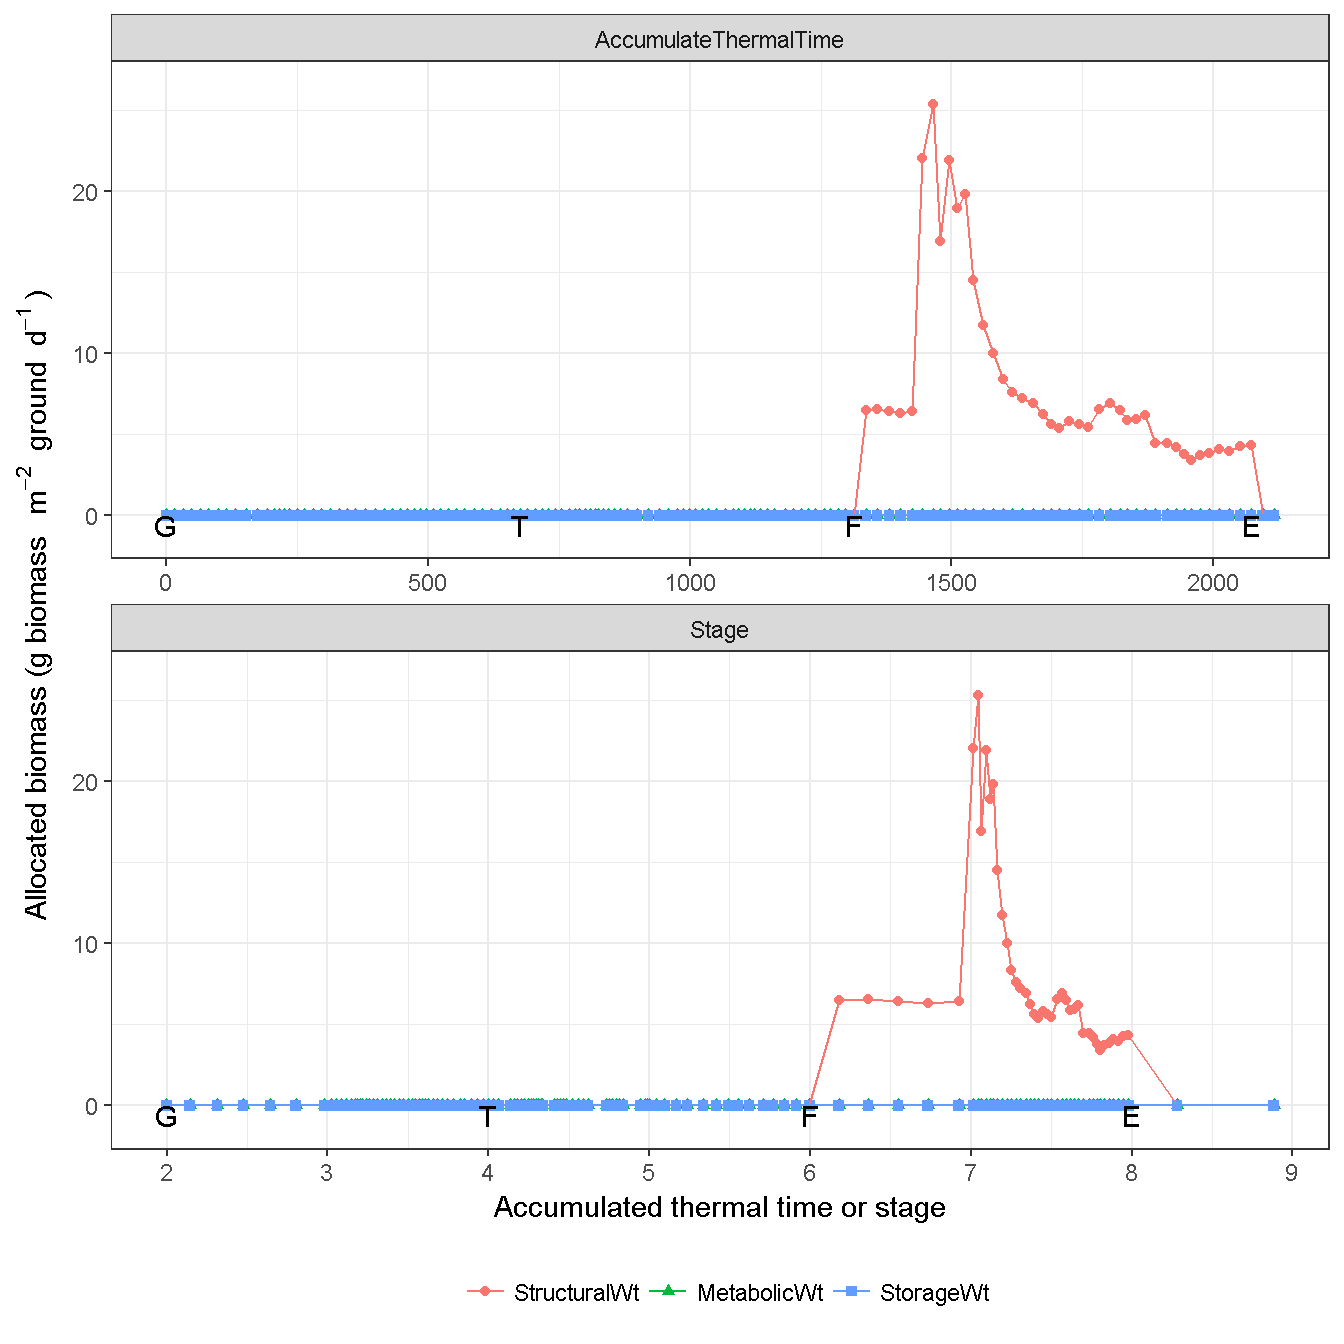 AccumulateThermalTime
20
10
0
G T F E
0 500 1000 1500 2000
Stage
20
10
0
G T F E
2 3 4 5 6 7 8 9
Allocated biomass (g biomass m⁻² ground d⁻¹)
Accumulated thermal time or stage
StructuralWt MetabolicWt StorageWt